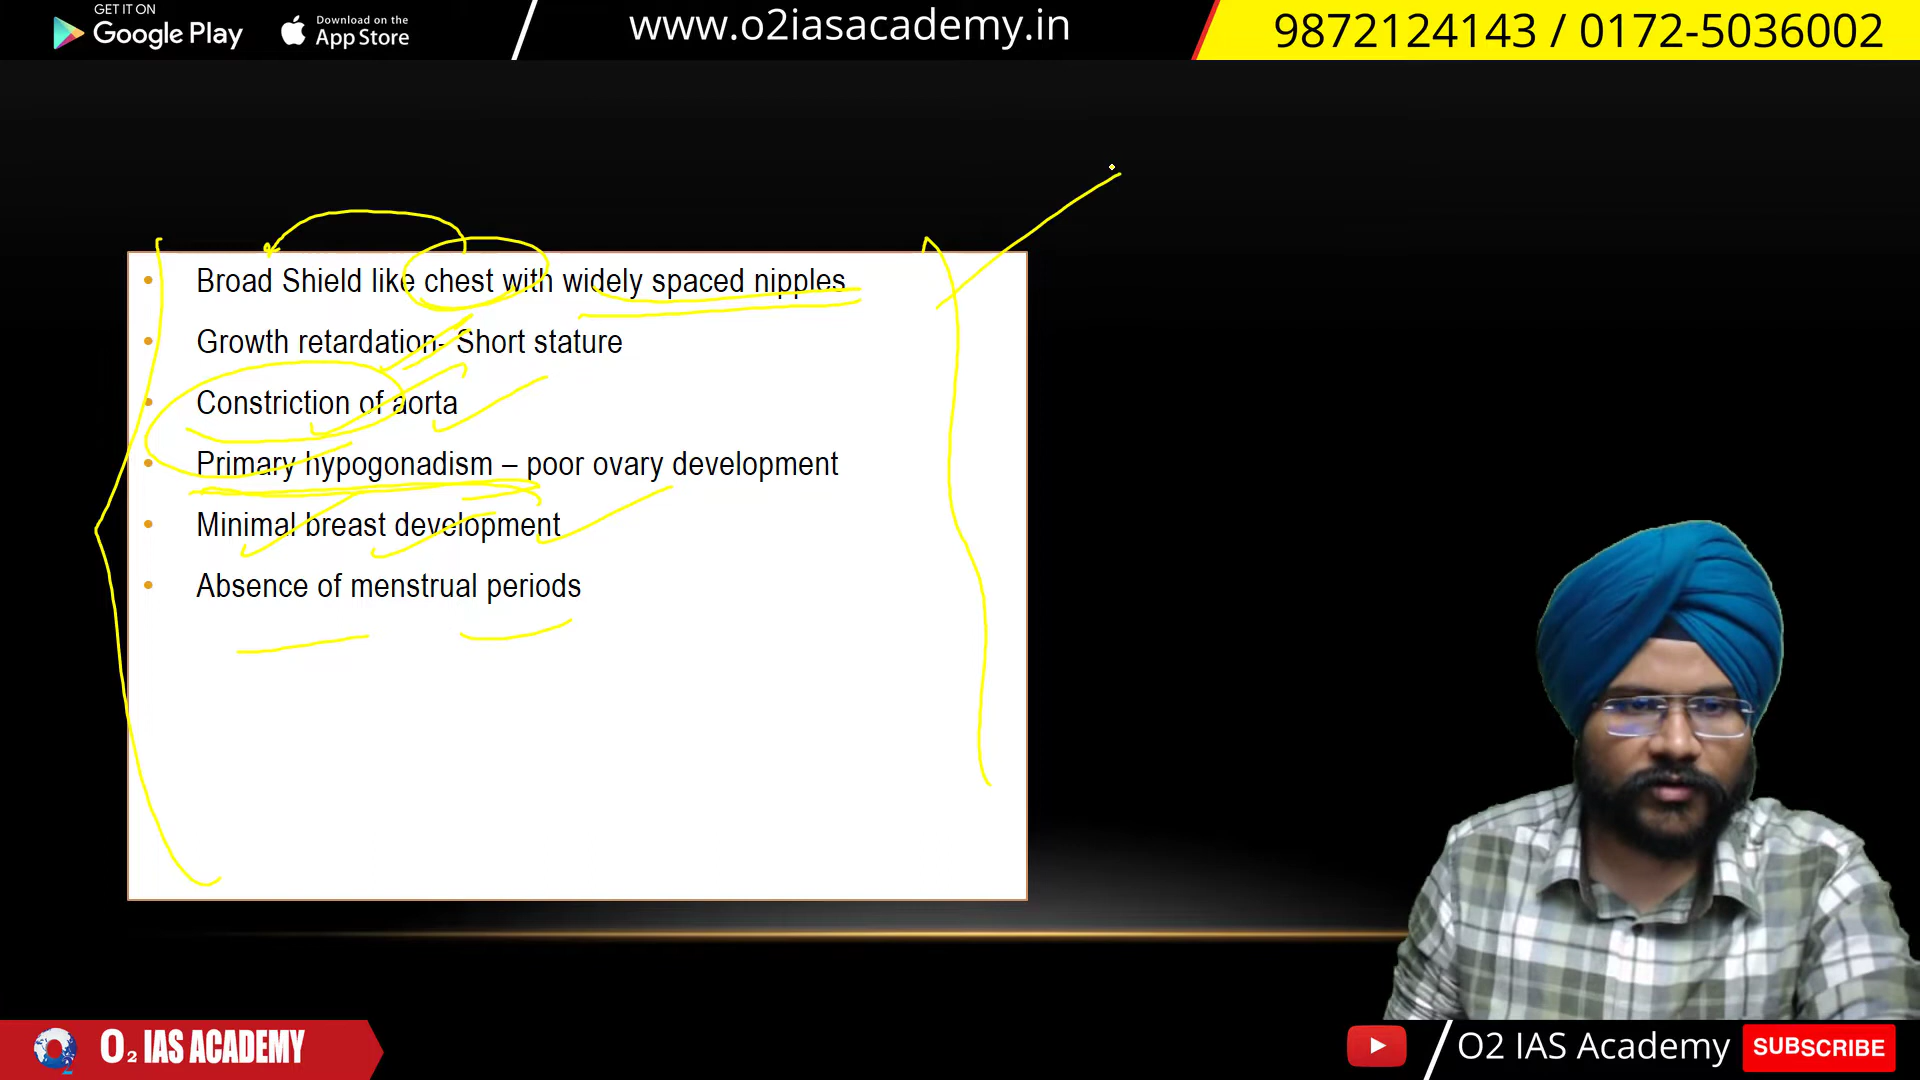 GET IT ON
Google Play
Download on the
App Store
www.o2iasacademy.in
9872124143 / 0172-5036002
• Broad Shield like chest with widely spaced nipples
• Growth retardation- Short stature
• Constriction of aorta
• Primary hypogonadism – poor ovary development
• Minimal breast development
• Absence of menstrual periods
O2 IAS ACADEMY
O2 IAS Academy
SUBSCRIBE